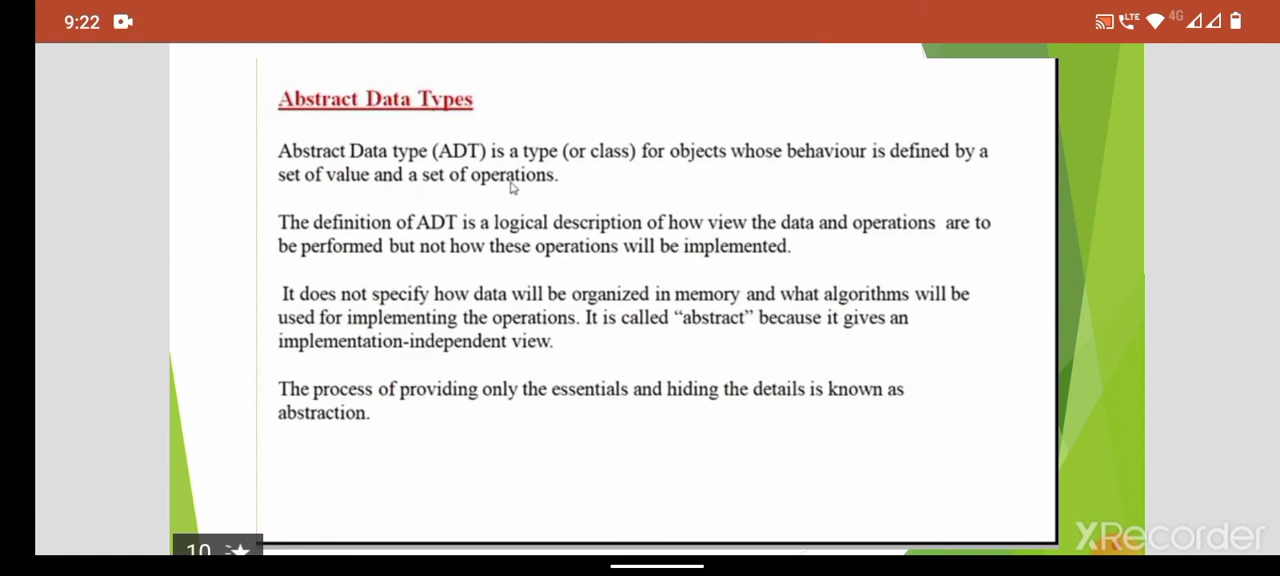 9:22
LTE
4G
Abstract Data Types
Abstract Data type (ADT) is a type (or class) for objects whose behaviour is defined by a
set of value and a set of operations.
The definition of ADT is a logical description of how view the data and operations are to
be performed but not how these operations will be implemented.
It does not specify how data will be organized in memory and what algorithms will be
used for implementing the operations. It is called “abstract” because it gives an
implementation-independent view.
The process of providing only the essentials and hiding the details is known as
abstraction.
10
XRecorder